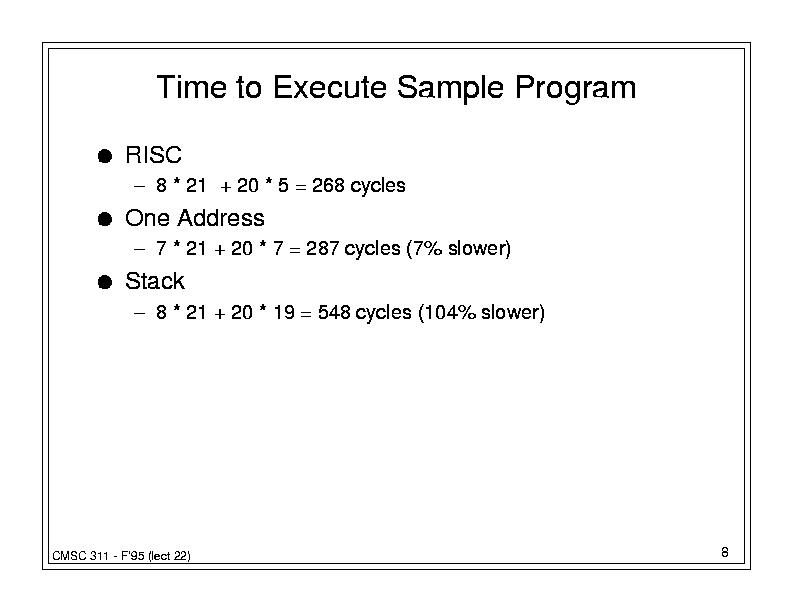 Time to Execute Sample Program
● RISC
– 8 * 21 + 20 * 5 = 268 cycles
● One Address
– 7 * 21 + 20 * 7 = 287 cycles (7% slower)
● Stack
– 8 * 21 + 20 * 19 = 548 cycles (104% slower)
CMSC 311 - F'95 (lect 22)
8